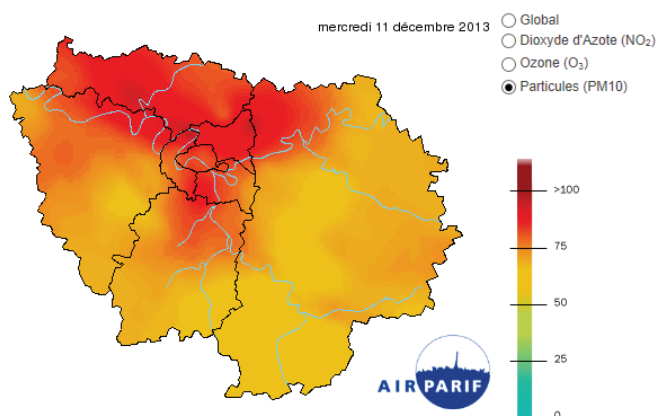 mercredi 11 décembre 2013
Global
Dioxyde d'Azote (NO₂)
Ozone (O₃)
Particules (PM10)
>100
75
50
25
0
AIRPARIF